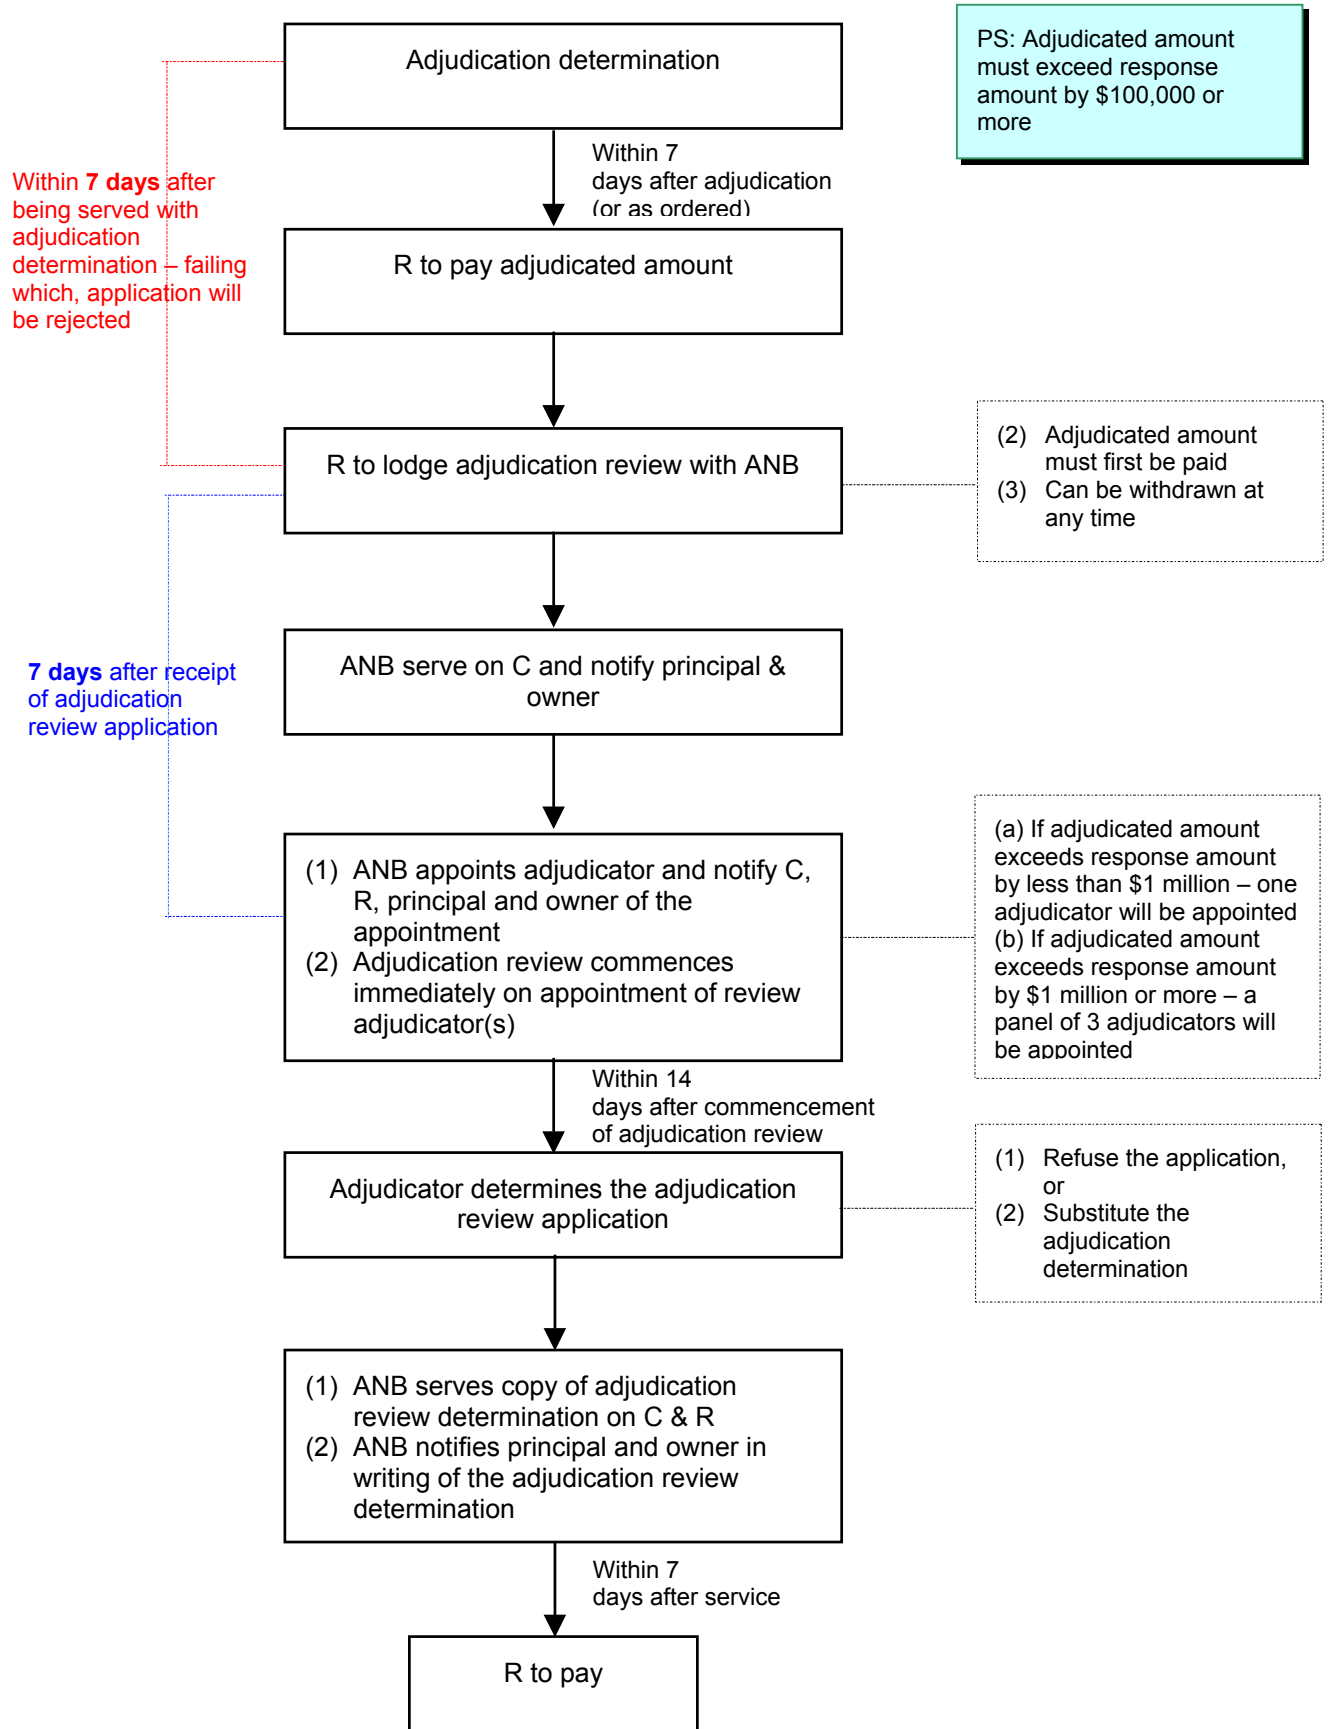 Adjudication determination
PS: Adjudicated amount
must exceed response
amount by $100,000 or
more
Within 7
days after adjudication
(or as ordered)
Within 7 days after
being served with
adjudication
determination – failing
which, application will
be rejected
R to pay adjudicated amount
R to lodge adjudication review with ANB
(2) Adjudicated amount
must first be paid
(3) Can be withdrawn at
any time
ANB serve on C and notify principal &
owner
7 days after receipt
of adjudication
review application
(1) ANB appoints adjudicator and notify C,
R, principal and owner of the
appointment
(2) Adjudication review commences
immediately on appointment of review
adjudicator(s)
(a) If adjudicated amount
exceeds response amount
by less than $1 million – one
adjudicator will be appointed
(b) If adjudicated amount
exceeds response amount
by $1 million or more – a
panel of 3 adjudicators will
be appointed
Within 14
days after commencement
of adjudication review
Adjudicator determines the adjudication
review application
(1) Refuse the application,
or
(2) Substitute the
adjudication
determination
(1) ANB serves copy of adjudication
review determination on C & R
(2) ANB notifies principal and owner in
writing of the adjudication review
determination
Within 7
days after service
R to pay